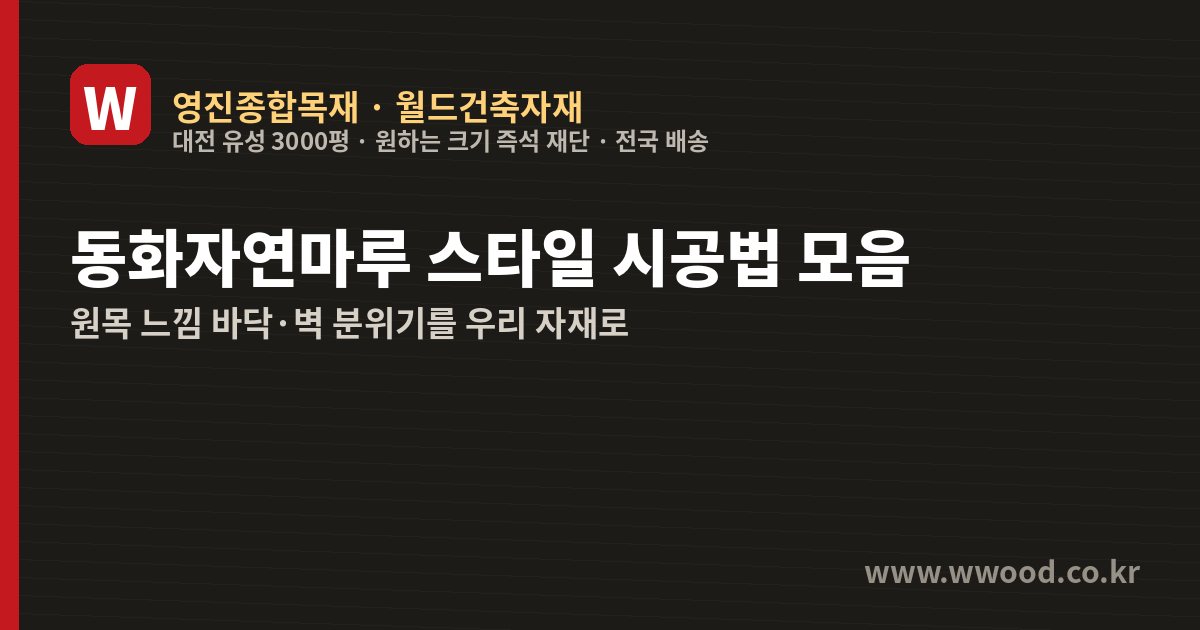 W
영진종합목재 · 월드건축자재
대전 유성 3000평 · 원하는 크기 즉석 재단 · 전국 배송
동화자연마루 스타일 시공법 모음
원목 느낌 바닥·벽 분위기를 우리 자재로
www.wwood.co.kr